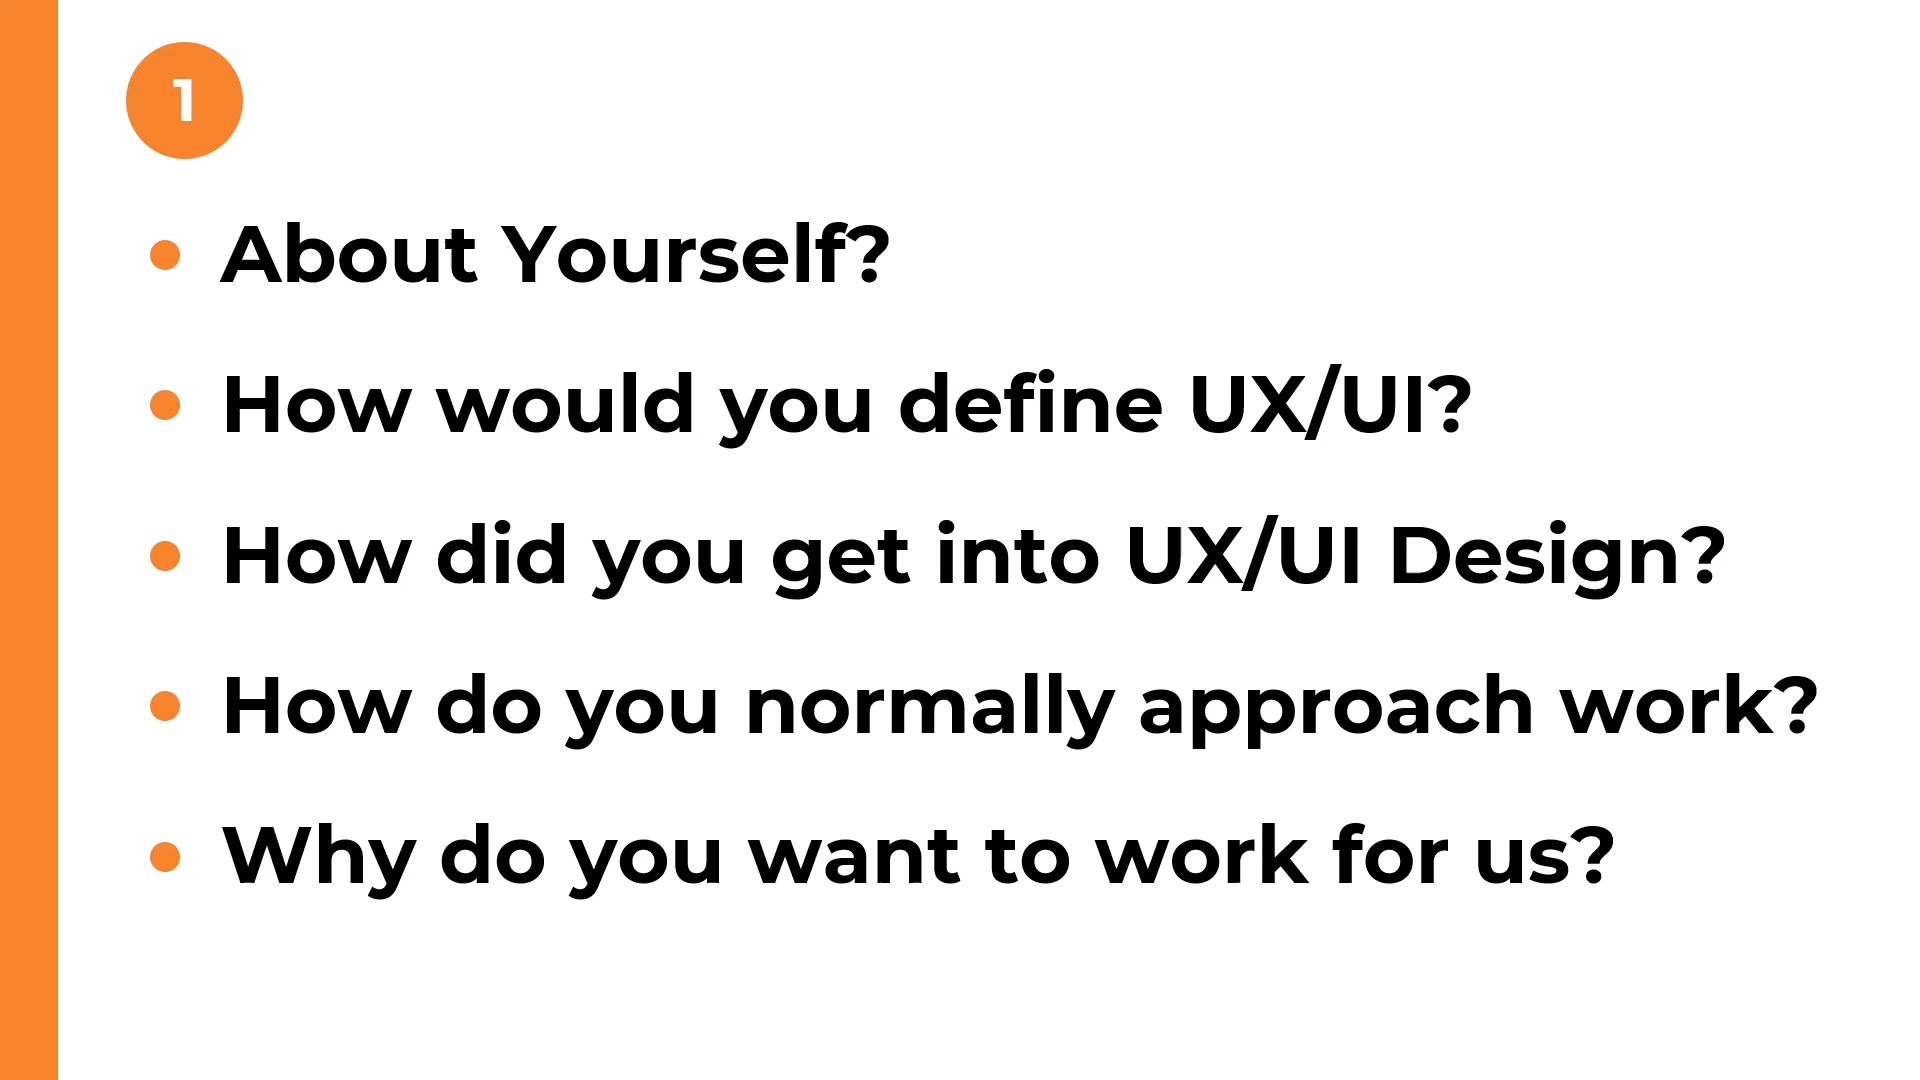 1
About Yourself?
How would you define UX/UI?
How did you get into UX/UI Design?
How do you normally approach work?
Why do you want to work for us?